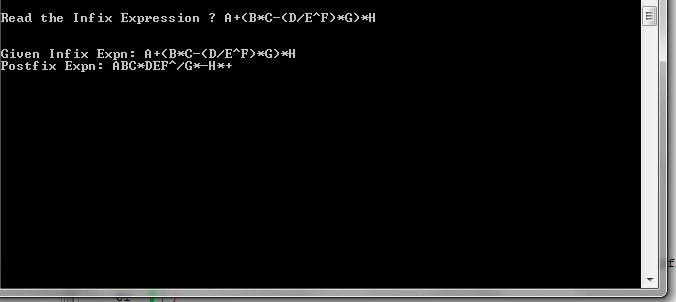 Read the Infix Expression ? A+(B*C-(D/E^F)*G)*H
Given Infix Expn: A+(B*C-(D/E^F)*G)*H
Postfix Expn: ABC*DEF^/G*-H*+